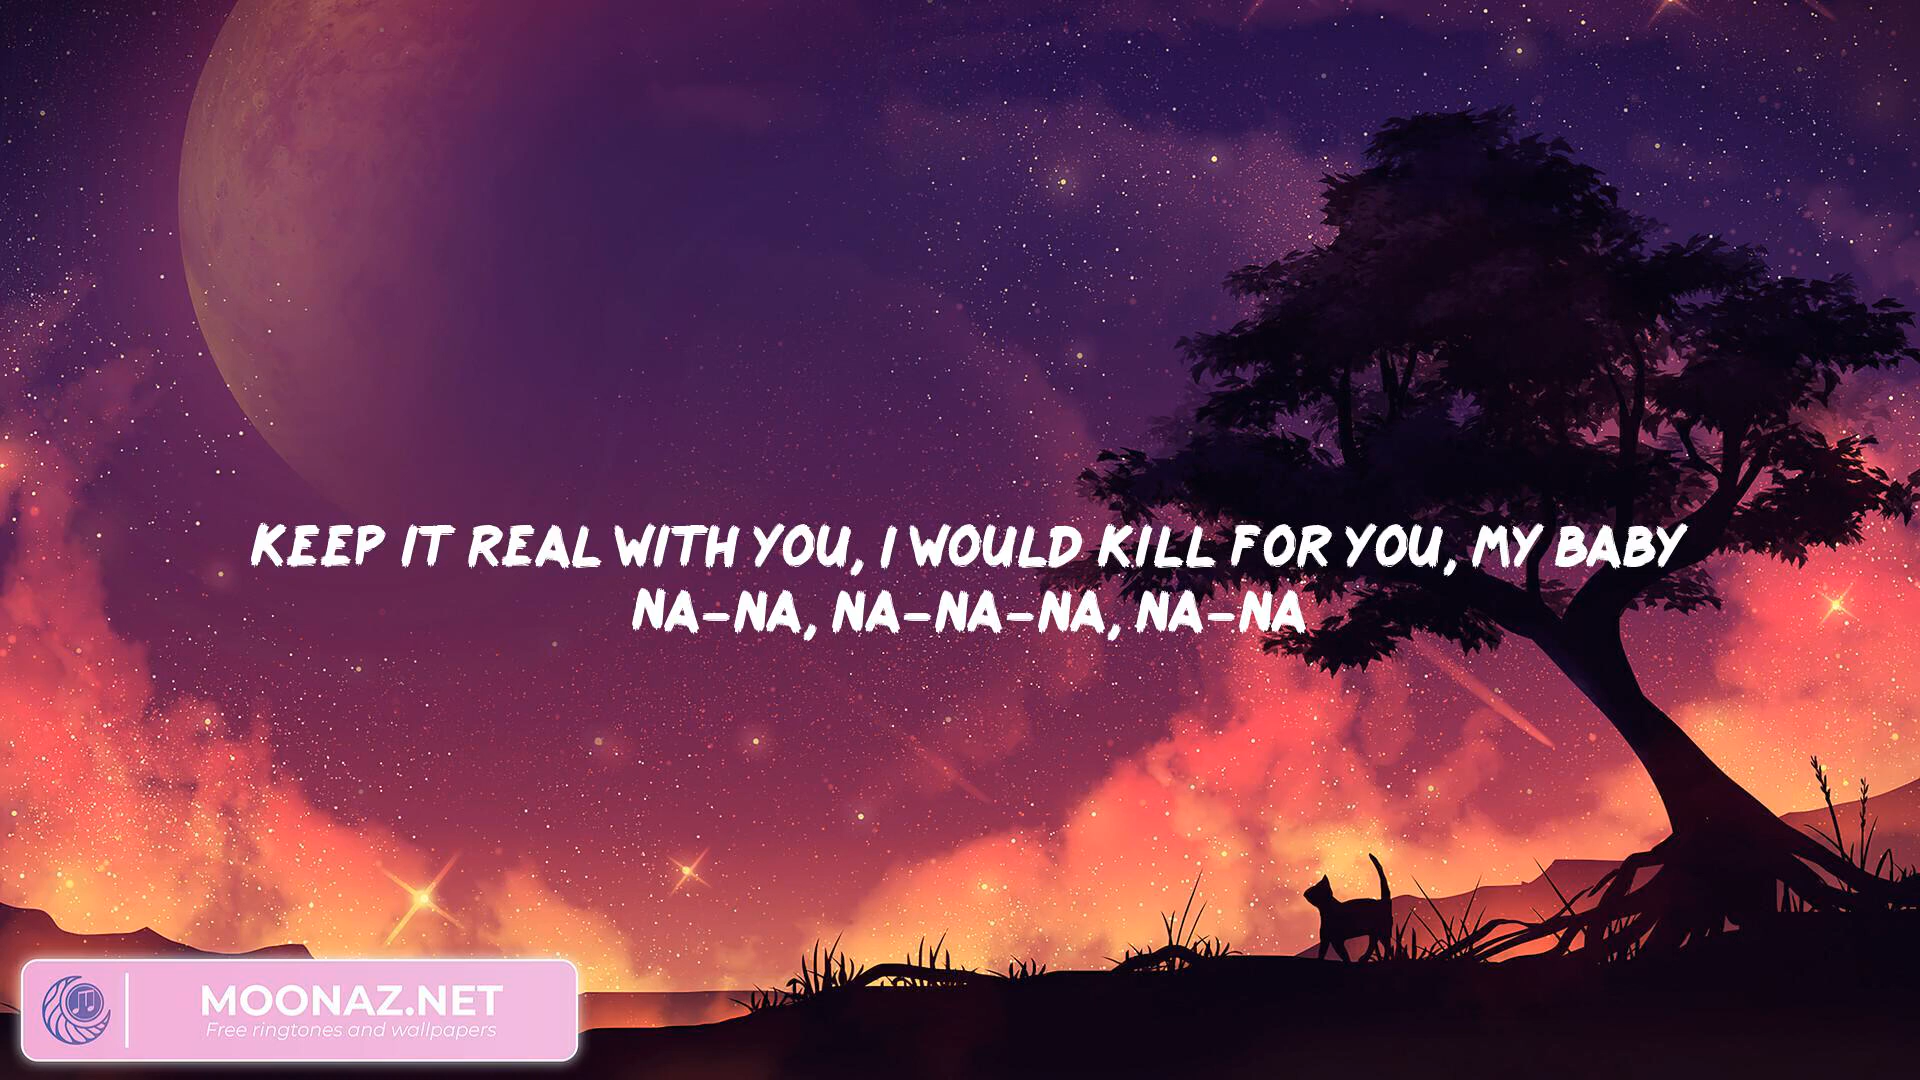 KEEP IT REAL WITH YOU, I WOULD KILL FOR YOU, MY BABY
NA-NA, NA-NA-NA, NA-NA
MOONAZ.NET
Free ringtones and wallpapers